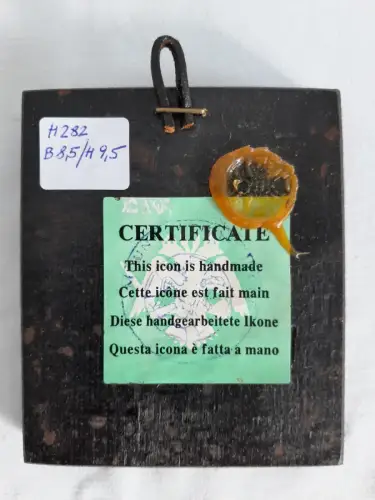 H282
B8,5/H9,5
CERTIFICATE
This icon is handmade
Cette icône est fait main
Diese handgearbeitete Ikone
Questa icona è fatta a mano